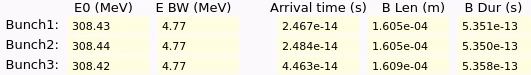 E0 (MeV) E BW (MeV) Arrival time (s) B Len (m) B Dur (s)
Bunch1: 308.43 4.77 2.467e-14 1.605e-04 5.351e-13
Bunch2: 308.44 4.77 2.484e-14 1.605e-04 5.350e-13
Bunch3: 308.42 4.77 4.463e-14 1.609e-04 5.358e-13